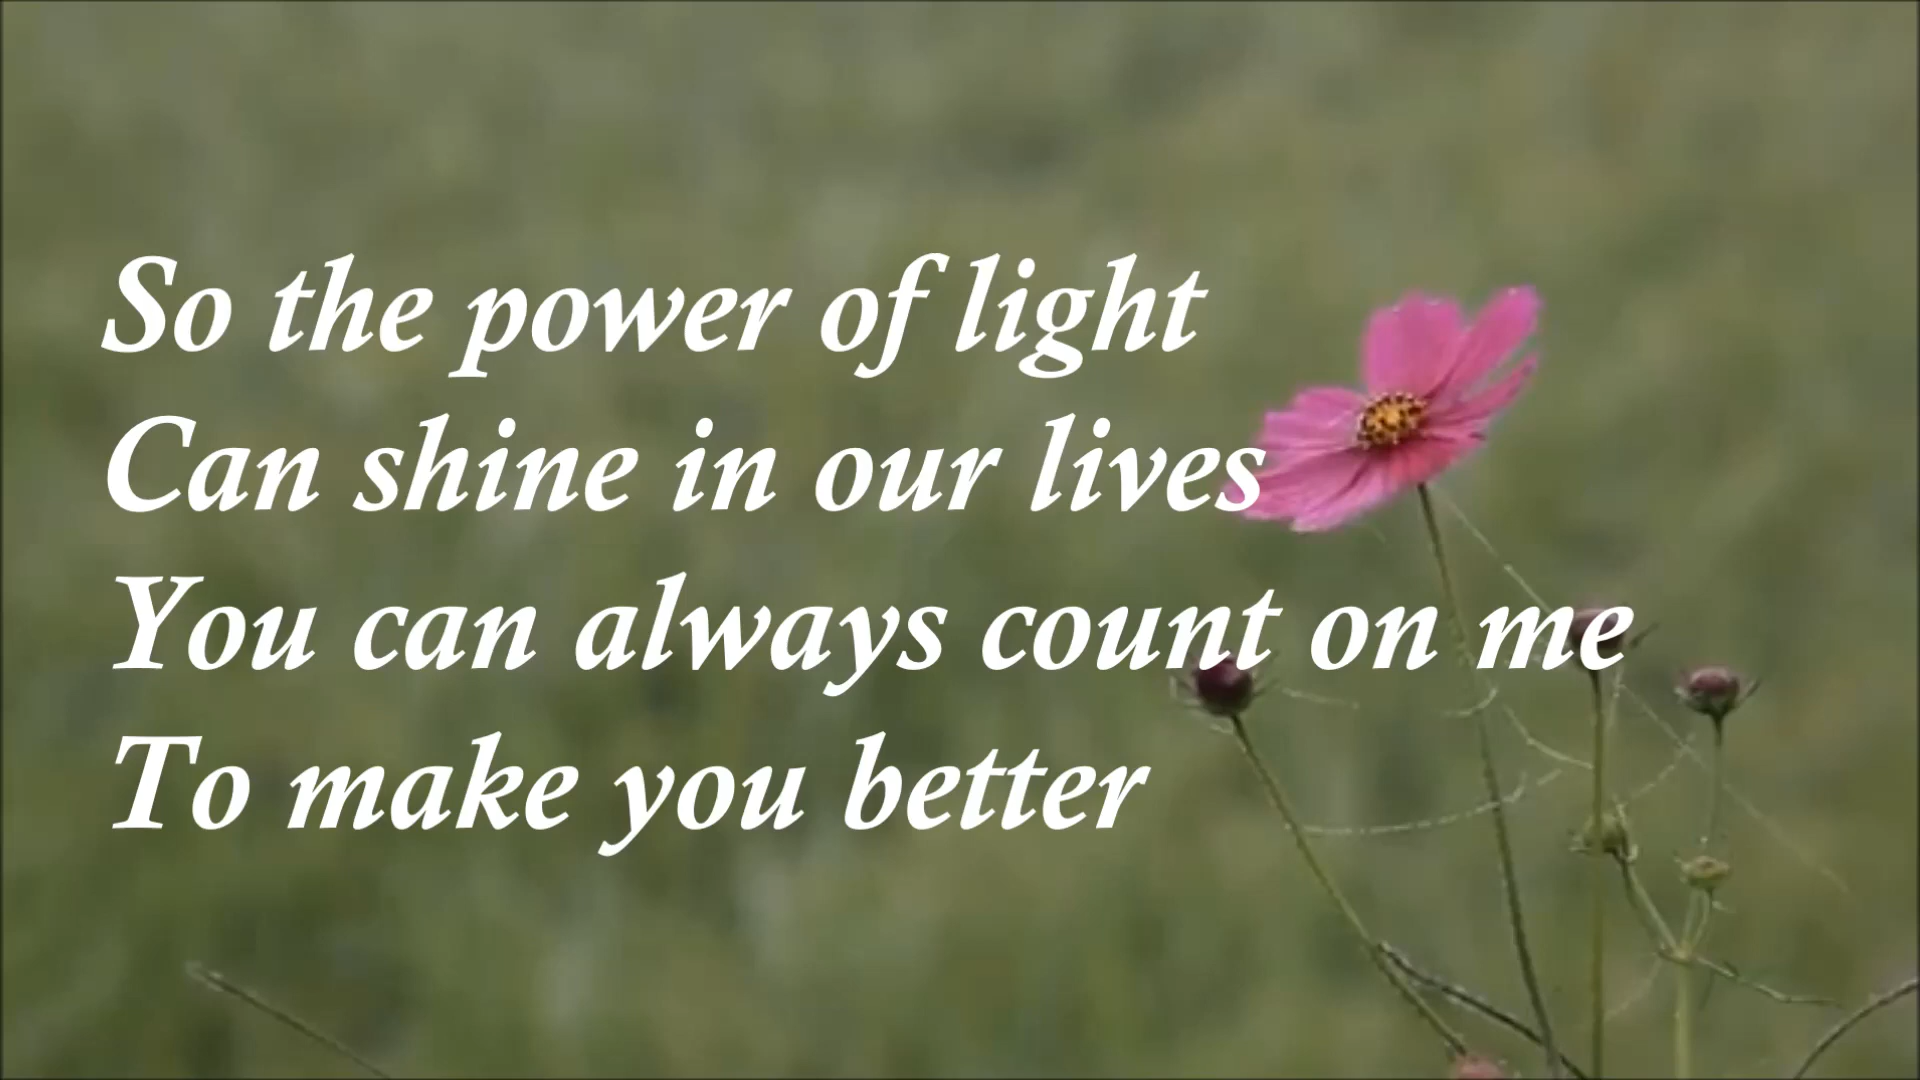 So the power of light
Can shine in our lives
You can always count on me
To make you better